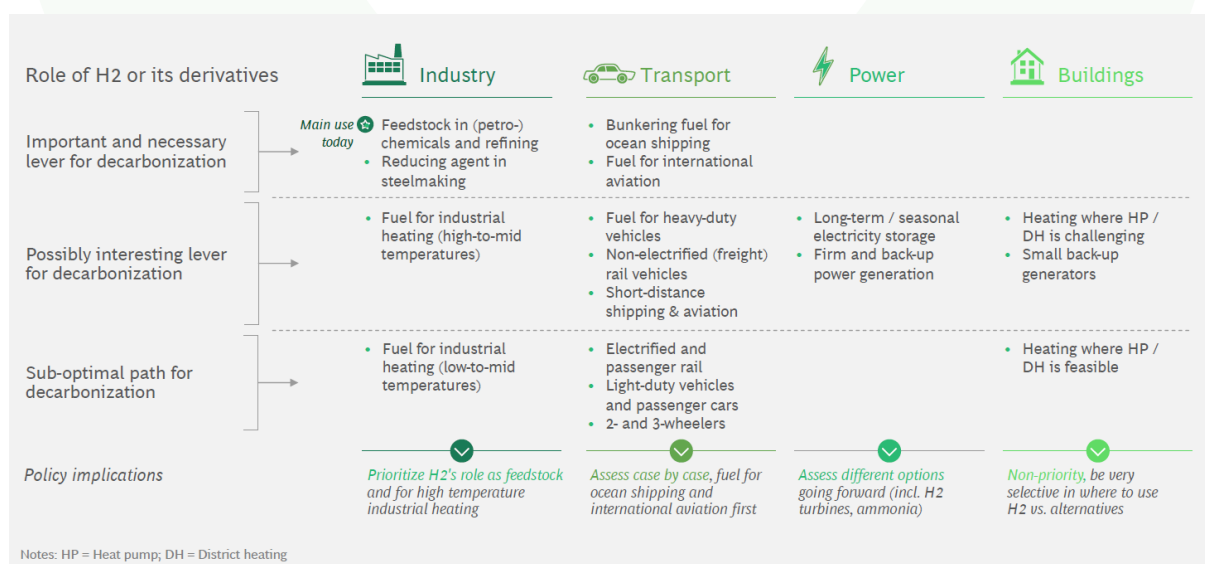 Role of H2 or its derivatives
Industry
Transport
Power
Buildings
Important and necessary
lever for decarbonization
Main use
today
Feedstock in (petro-)
chemicals and refining
• Reducing agent in
steelmaking
• Bunkering fuel for
ocean shipping
• Fuel for international
aviation
Possibly interesting lever
for decarbonization
• Fuel for industrial
heating (high-to-mid
temperatures)
• Fuel for heavy-duty
vehicles
• Non-electrified (freight)
rail vehicles
• Short-distance
shipping & aviation
• Long-term / seasonal
electricity storage
• Firm and back-up
power generation
• Heating where HP /
DH is challenging
• Small back-up
generators
Sub-optimal path for
decarbonization
• Fuel for industrial
heating (low-to-mid
temperatures)
• Electrified and
passenger rail
• Light-duty vehicles
and passenger cars
• 2- and 3-wheelers
• Heating where HP /
DH is feasible
Policy implications
Prioritize H2's role as feedstock
and for high temperature
industrial heating
Assess case by case, fuel for
ocean shipping and
international aviation first
Assess different options
going forward (incl. H2
turbines, ammonia)
Non-priority, be very
selective in where to use
H2 vs. alternatives
Notes: HP = Heat pump; DH = District heating